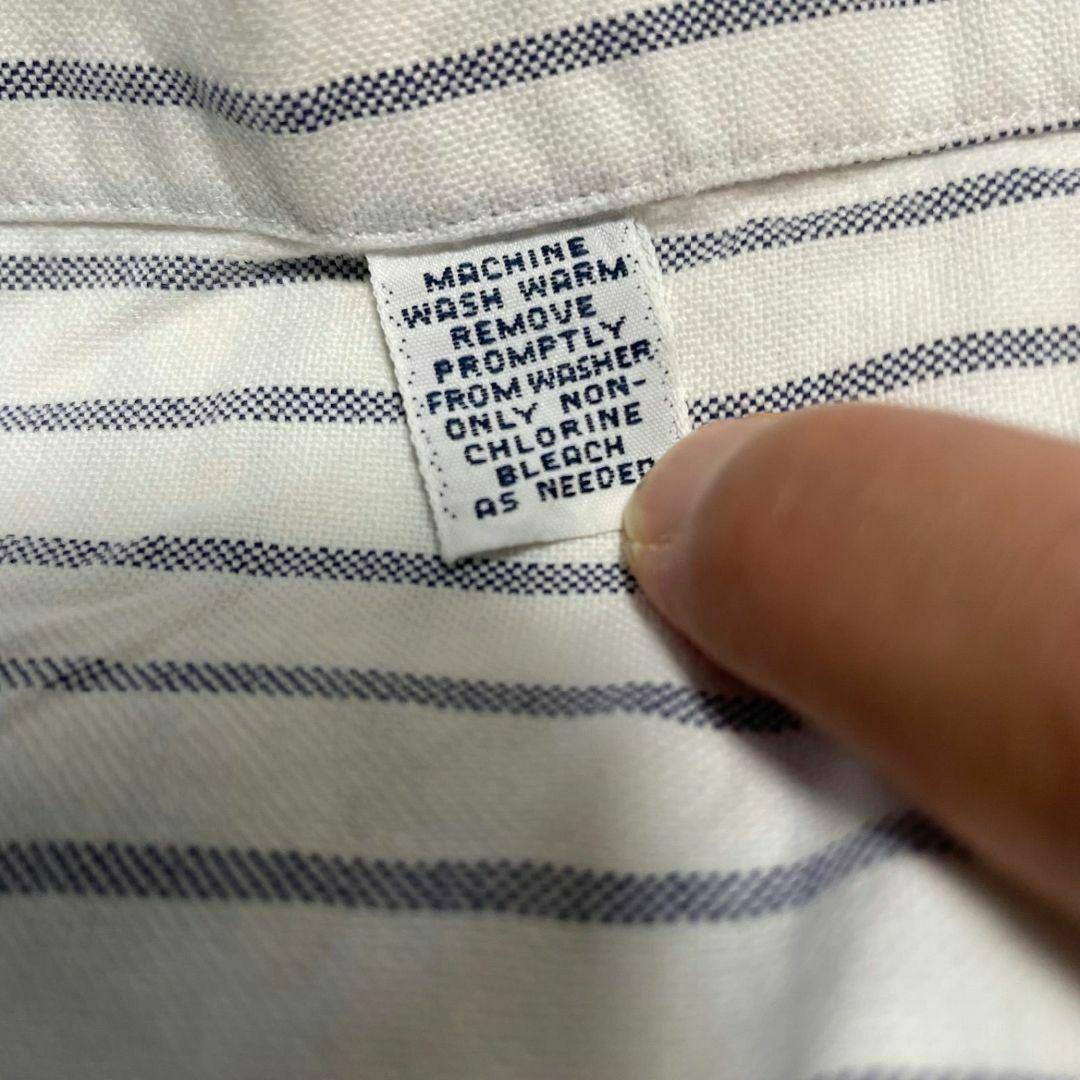 MACHINE
WASH WARM
REMOVE
PROMPTLY
FROM WASHER
ONLY NON-
CHLORINE
BLEACH
AS NEEDED